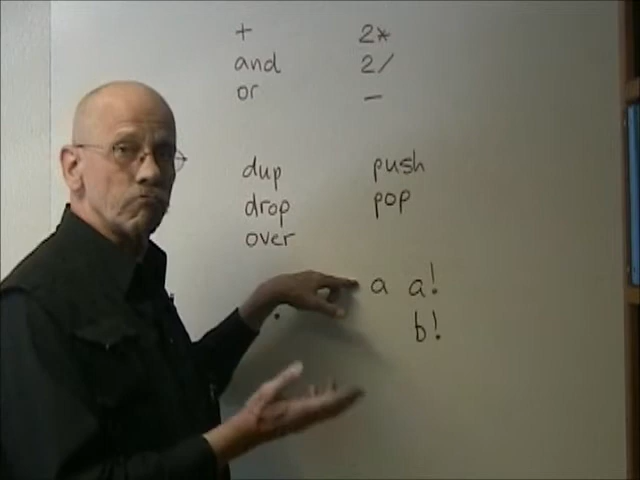 + 2*
and 2/
or -
dup push
drop pop
over
a a!
. b!